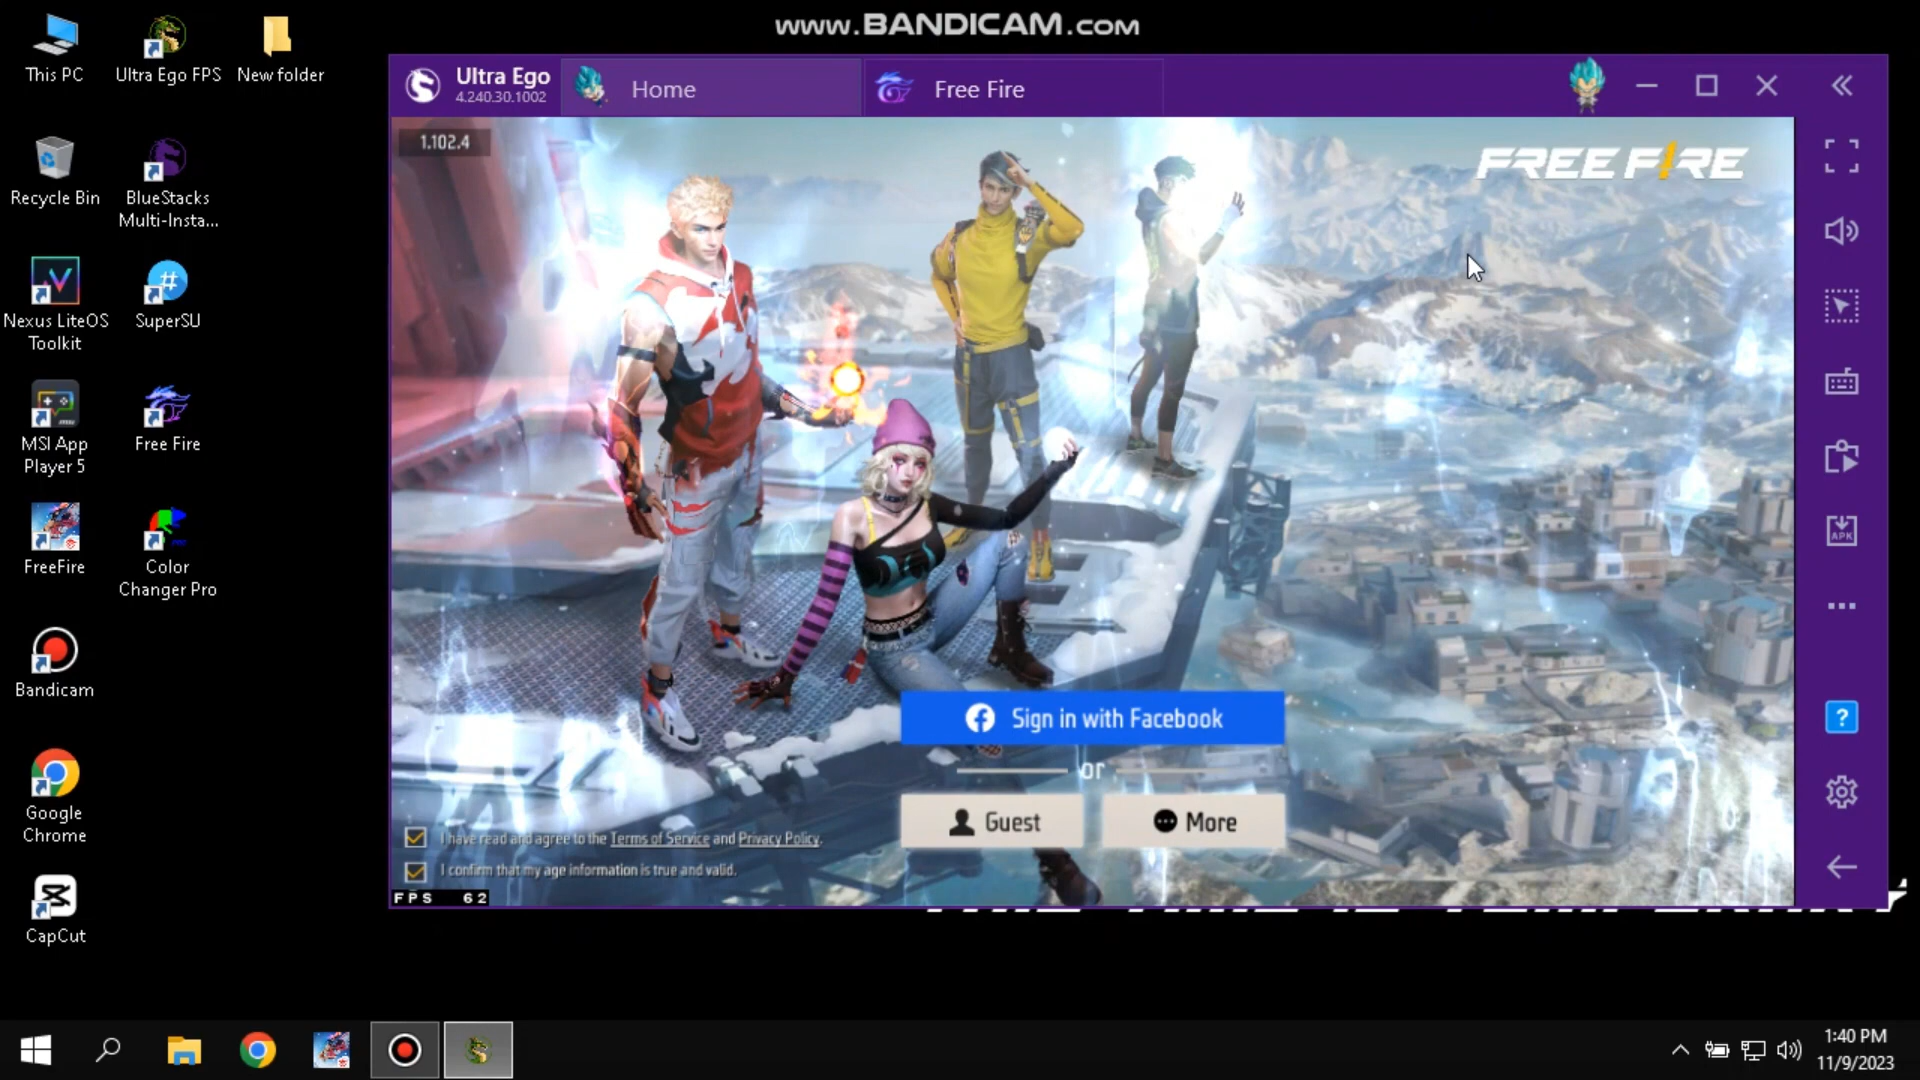 www.BANDICAM.com
This PC
Ultra Ego FPS
New folder
Recycle Bin
BlueStacks
Multi-Insta...
Nexus LiteOS
Toolkit
SuperSU
MSI App
Player 5
Free Fire
FreeFire
Color
Changer Pro
Bandicam
Google
Chrome
CapCut
Ultra Ego
4.240.30.1002
Home
Free Fire
1.102.4
FREE FIRE
APK
?
Sign in with Facebook
or
Guest
More
I have read and agree to the Terms of Service and Privacy Policy.
I confirm that my age information is true and valid.
FPS 62
1:40 PM
11/9/2023